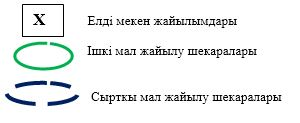 X Елді мекен жайылымдары
Ішкі мал жайылу шекаралары
Сыртқы мал жайылу шекаралары